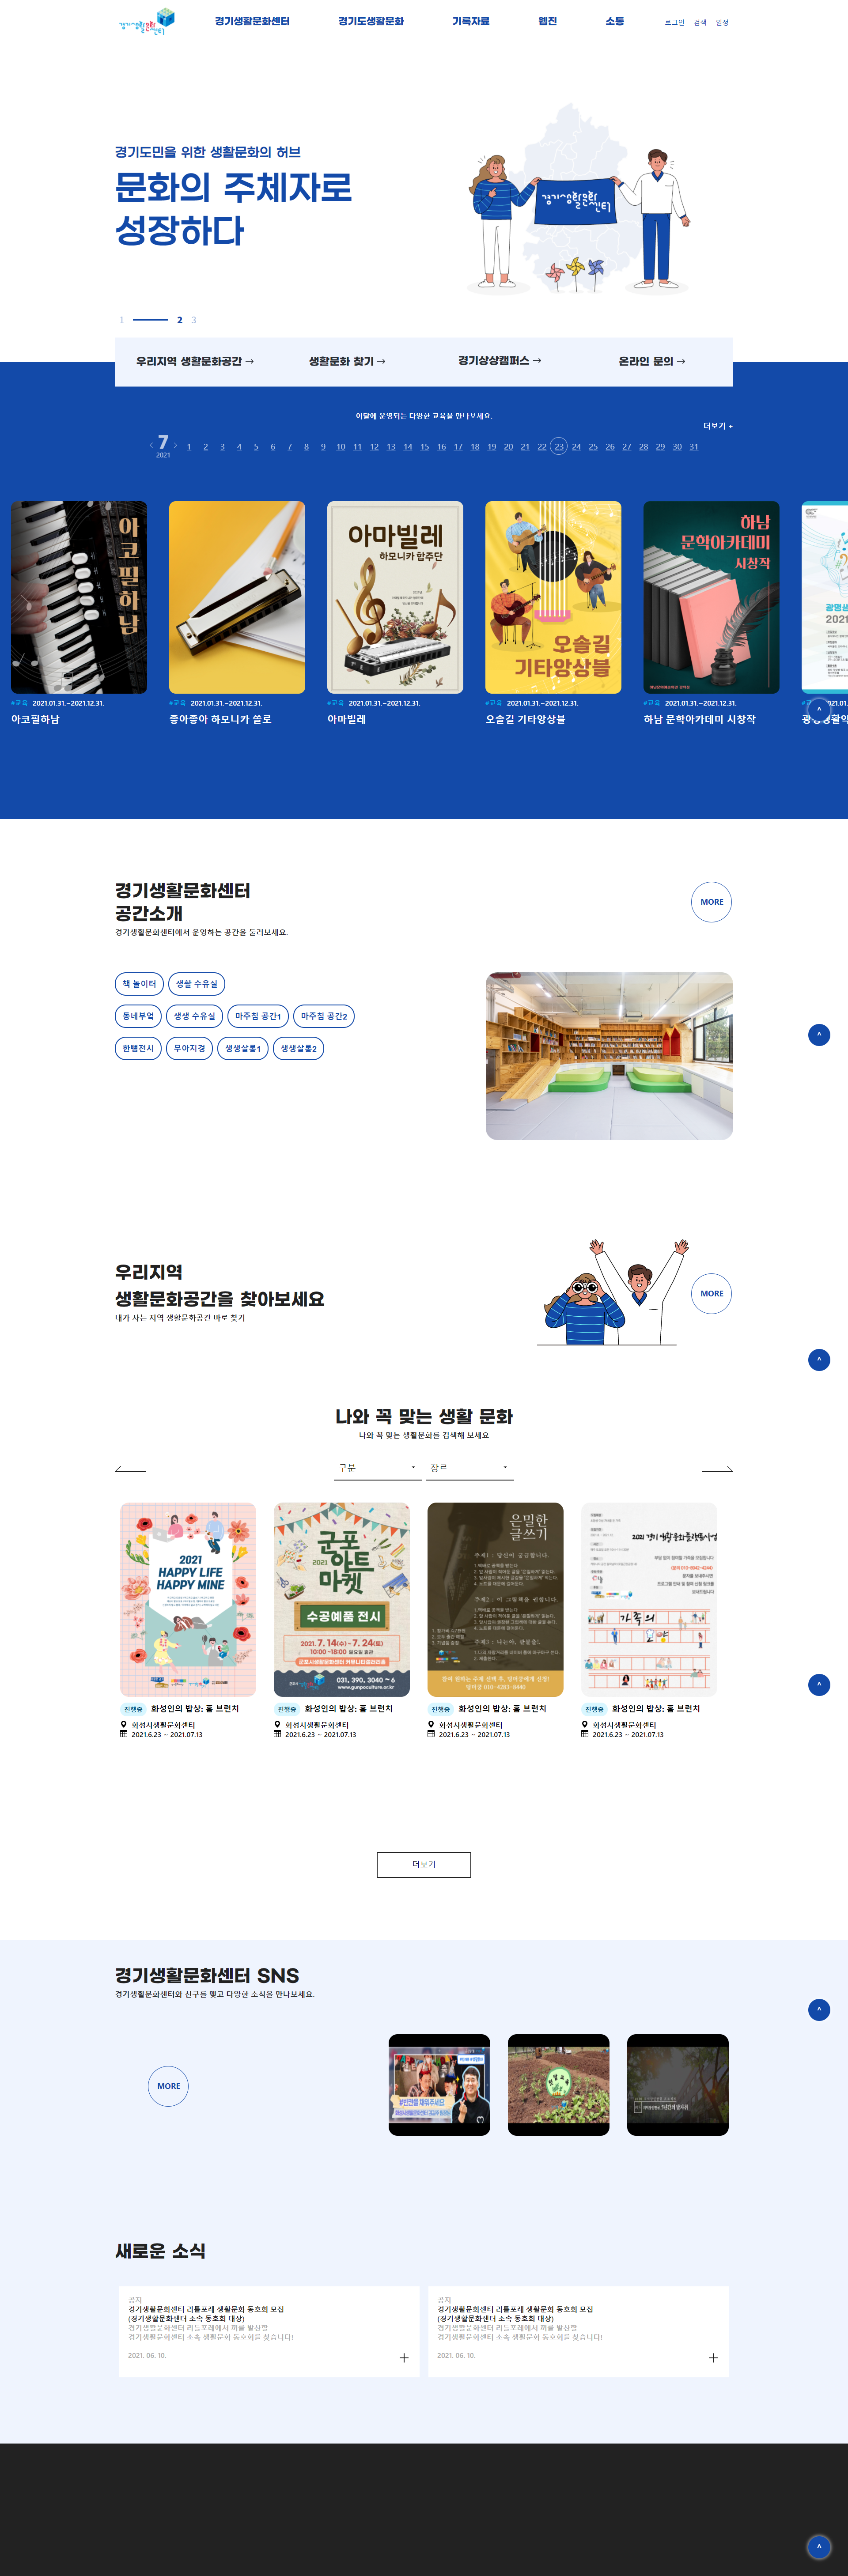 경기생활문화센터
경기생활문화센터 경기도생활문화 기록자료 웹진 소통 로그인 검색 일정
경기도민을 위한 생활문화의 허브
문화의 주체자로
성장하다
경기생활문화센터
1 2 3
우리지역 생활문화공간 → 생활문화 찾기 → 경기상상캠퍼스 → 온라인 문의 →
이달에 운영되는 다양한 교육을 만나보세요.
더보기 +
< 7 > 1 2 3 4 5 6 7 8 9 10 11 12 13 14 15 16 17 18 19 20 21 22 23 24 25 26 27 28 29 30 31
2021
아코필하남
아마빌레
하모니카 합주단
오솔길
기타앙상블
하남
문학아카데미
시창작
#교육 2021.01.31.~2021.12.31.
아코필하남
#교육 2021.01.31.~2021.12.31.
좋아좋아 하모니카 쏠로
#교육 2021.01.31.~2021.12.31.
아마빌레
#교육 2021.01.31.~2021.12.31.
오솔길 기타앙상블
#교육 2021.01.31.~2021.12.31.
하남 문학아카데미 시창작
^
경기생활문화센터
공간소개
경기생활문화센터에서 운영하는 공간을 둘러보세요.
MORE
책 놀이터 생활 수유실
동네부엌 생생 수유실 마주침 공간1 마주침 공간2
한뼘전시 무아지경 생생살롱1 생생살롱2
^
우리지역
생활문화공간을 찾아보세요
내가 사는 지역 생활문화공간 바로 찾기
MORE
^
나와 꼭 맞는 생활 문화
나와 꼭 맞는 생활문화를 검색해 보세요
구분 장르
2021
HAPPY LIFE
HAPPY MINE
2021
군포
아트
마켓
수공예품 전시
2021. 7.14(수) - 7.24(토)
10:00 -18:00 일요일 휴관
031. 390. 3040 ~ 6
www.gunpoculture.or.kr
은밀한
글쓰기
가족의
진행중 화성인의 밥상: 홈 브런치
화성시생활문화센터
2021.6.23 ~ 2021.07.13
진행중 화성인의 밥상: 홈 브런치
화성시생활문화센터
2021.6.23 ~ 2021.07.13
진행중 화성인의 밥상: 홈 브런치
화성시생활문화센터
2021.6.23 ~ 2021.07.13
진행중 화성인의 밥상: 홈 브런치
화성시생활문화센터
2021.6.23 ~ 2021.07.13
^
더보기
경기생활문화센터 SNS
경기생활문화센터와 친구를 맺고 다양한 소식을 만나보세요.
^
MORE
새로운 소식
공지
경기생활문화센터 리틀포레 생활문화 동호회 모집
(경기생활문화센터 소속 동호회 대상)
경기생활문화센터 리틀포레에서 끼를 발산할
경기생활문화센터 소속 생활문화 동호회를 찾습니다!
2021. 06. 10.
공지
경기생활문화센터 리틀포레 생활문화 동호회 모집
(경기생활문화센터 소속 동호회 대상)
경기생활문화센터 리틀포레에서 끼를 발산할
경기생활문화센터 소속 생활문화 동호회를 찾습니다!
2021. 06. 10.
^